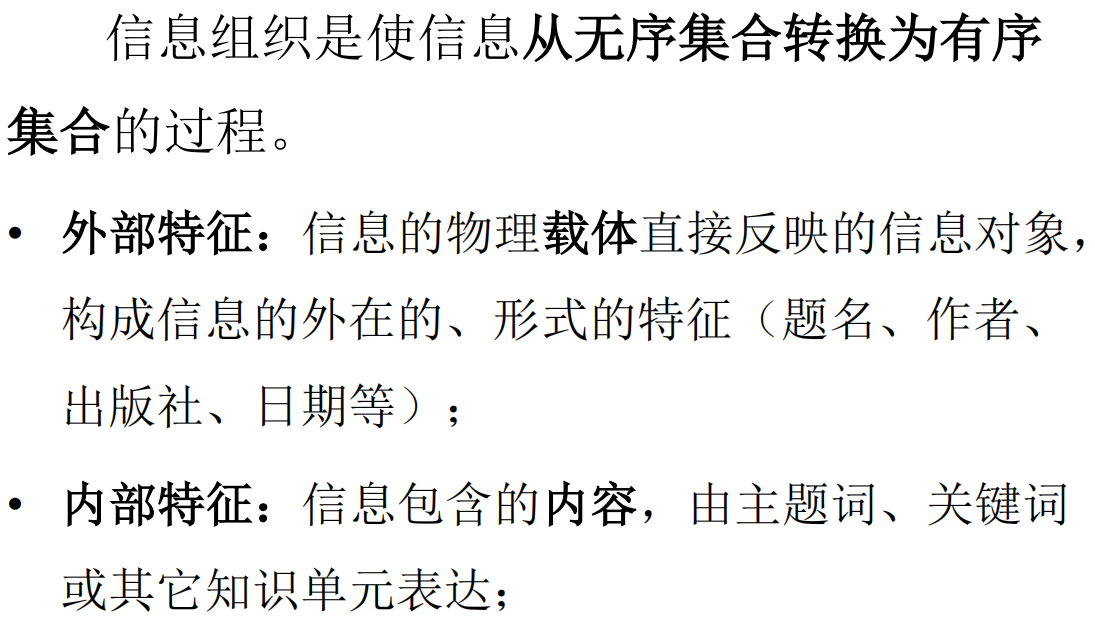 信息组织是使信息从无序集合转换为有序
集合的过程。
• 外部特征：信息的物理载体直接反映的信息对象，
构成信息的外在的、形式的特征（题名、作者、
出版社、日期等）；
• 内部特征：信息包含的内容，由主题词、关键词
或其它知识单元表达；